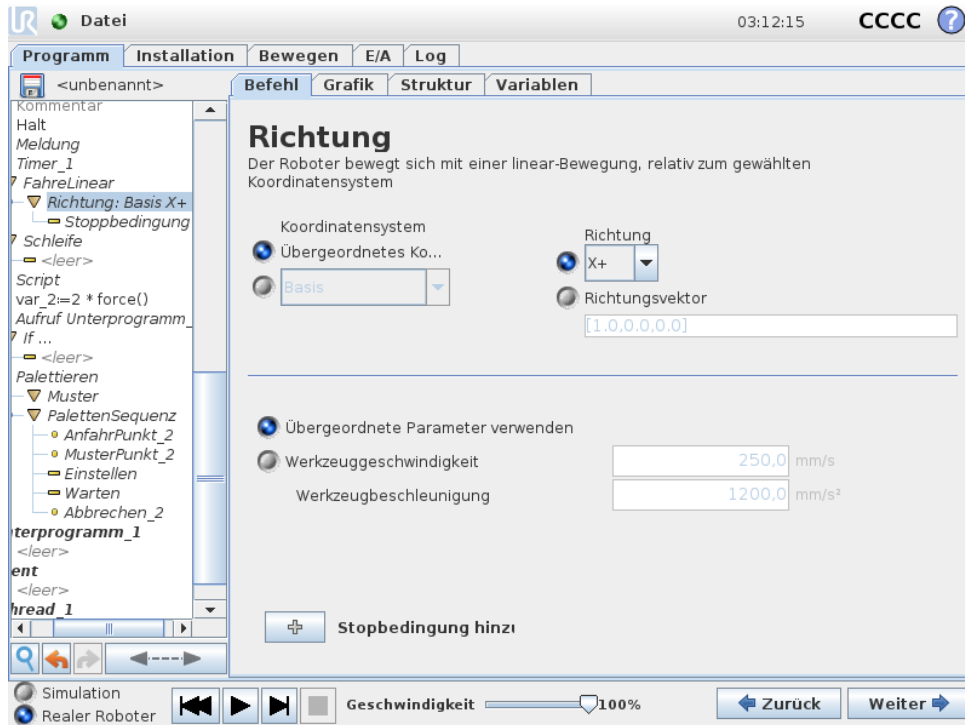 UR
Datei
03:12:15
CCCC
?
Programm
Installation
Bewegen
E/A
Log
<unbenannt>
Befehl
Grafik
Struktur
Variablen
Kommentar
Halt
Meldung
Timer_1
FahreLinear
Richtung: Basis X+
Stoppbedingung
Schleife
<leer>
Script
var_2:=2 * force()
Aufruf Unterprogramm_
If ...
<leer>
Palettieren
Muster
PalettenSequenz
AnfahrPunkt_2
MusterPunkt_2
Einstellen
Warten
Abbrechen_2
nterprogramm_1
<leer>
ent
<leer>
hread_1
Richtung
Der Roboter bewegt sich mit einer linear-Bewegung, relativ zum gewählten
Koordinatensystem
Koordinatensystem
Übergeordnetes Ko...
Basis
Richtung
X+
Richtungsvektor
[1.0,0.0,0.0]
Übergeordnete Parameter verwenden
Werkzeuggeschwindigkeit
250,0 mm/s
Werkzeugbeschleunigung
1200,0 mm/s²
Stopbedingung hinzu
Simulation
Realer Roboter
Geschwindigkeit
100%
Zurück
Weiter